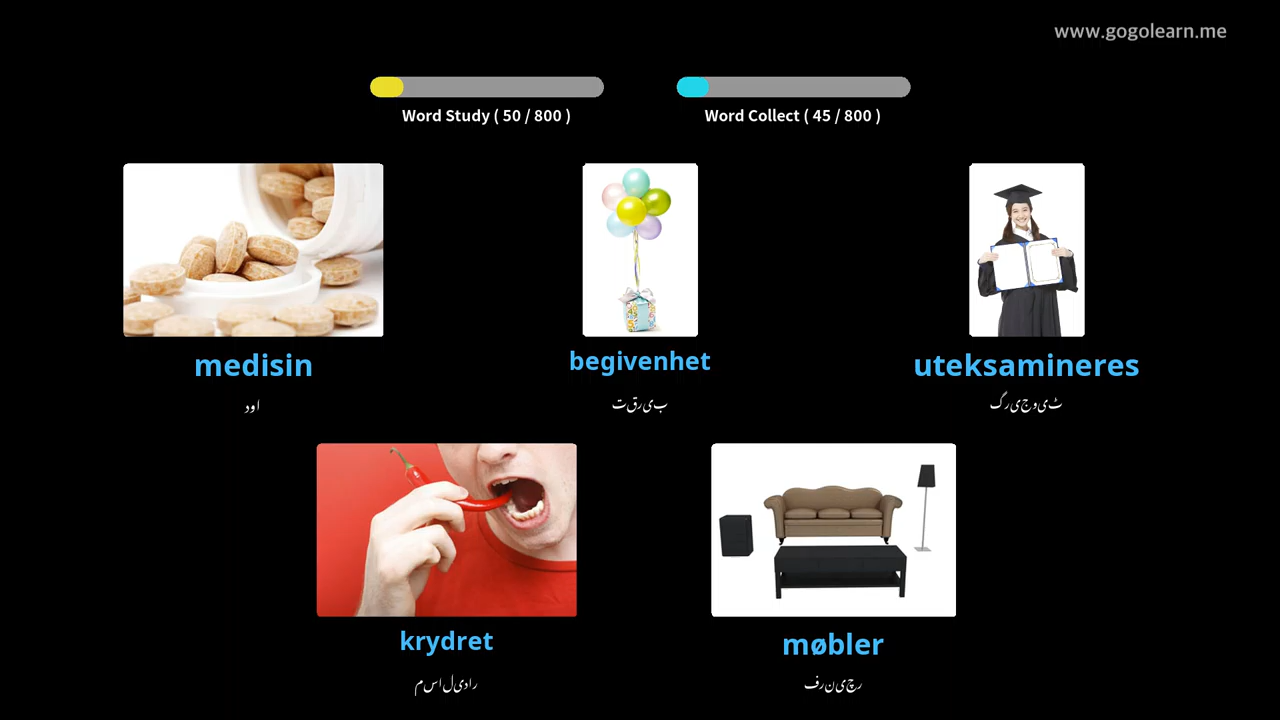 www.gogolearn.me
Word Study ( 50 / 800 )
Word Collect ( 45 / 800 )
medisin
begivenhet
uteksamineres
اود
بیرقت
ٹیوجیرگ
krydret
møbler
رادیلاسم
رچینرف